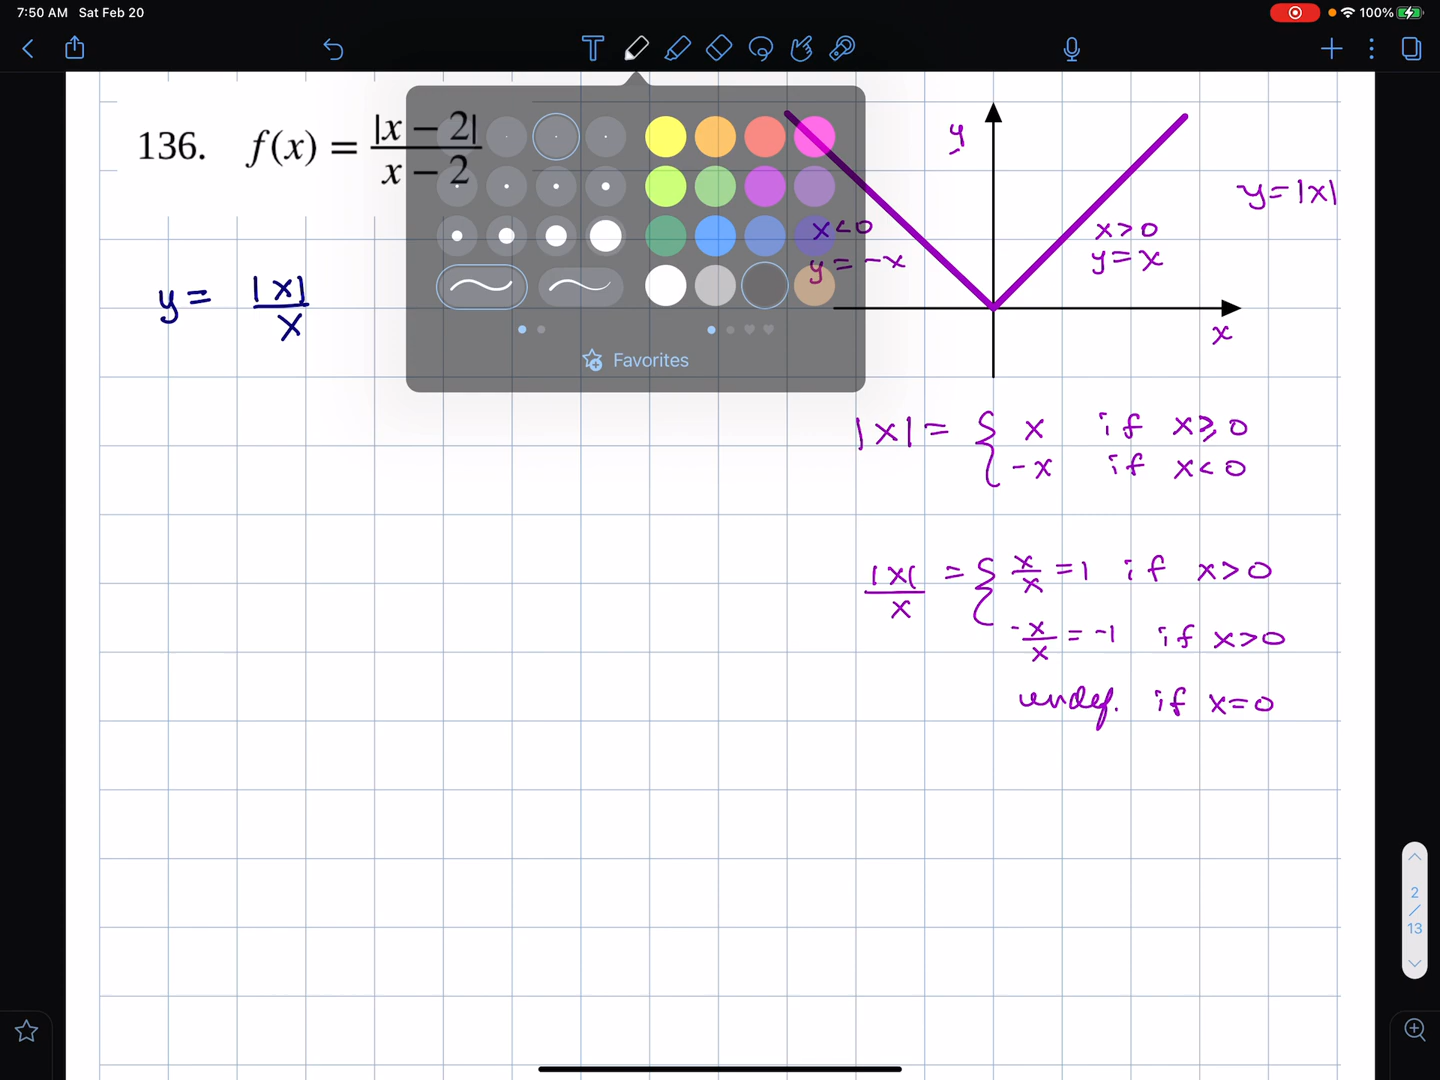 7:50 AM Sat Feb 20
100%
136. f(x) = |x − 2| / (x − 2)
y
y = |x|
x < 0
y = -x
x > 0
y = x
y = |x| / x
x
Favorites
|x| = { x if x ≥ 0
-x if x < 0
|x| / x = { x/x = 1 if x > 0
-x/x = -1 if x > 0
undef. if x = 0
2
/
13